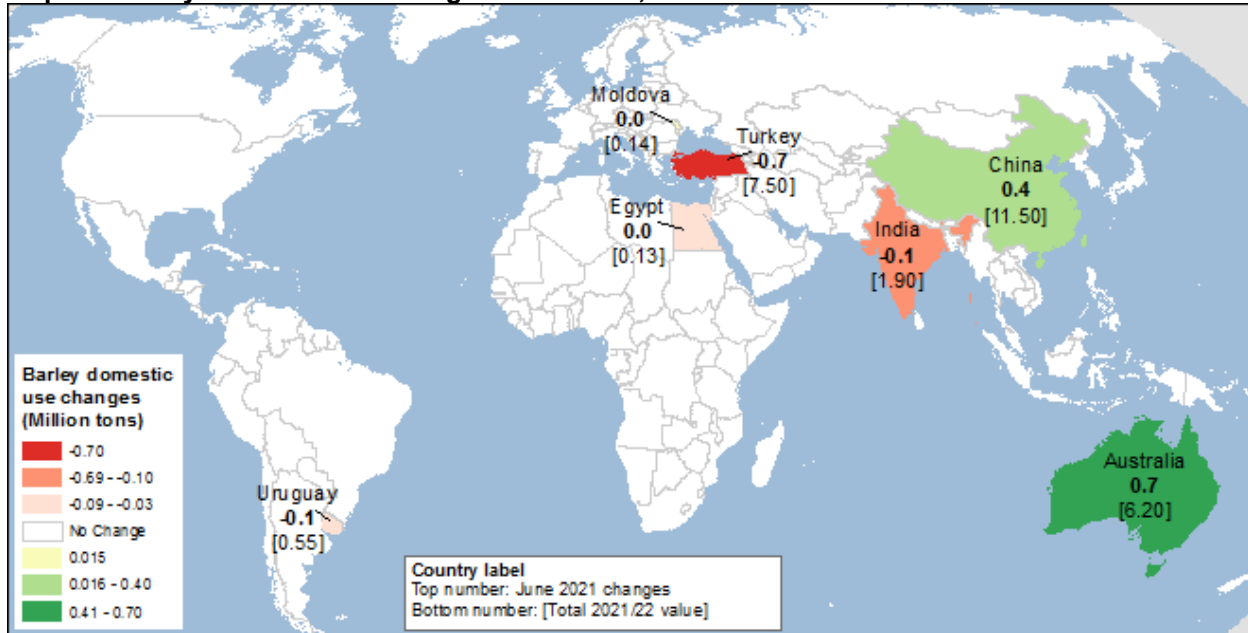 Moldova
0.0
[0.14]
Turkey
-0.7
[7.50]
China
0.4
[11.50]
Egypt
0.0
[0.13]
India
-0.1
[1.90]
Barley domestic
use changes
(Million tons)
-0.70
-0.69 - -0.10
-0.09 - -0.03
No Change
0.015
0.016 - 0.40
0.41 - 0.70
Uruguay
-0.1
[0.55]
Australia
0.7
[6.20]
Country label
Top number: June 2021 changes
Bottom number: [Total 2021/22 value]